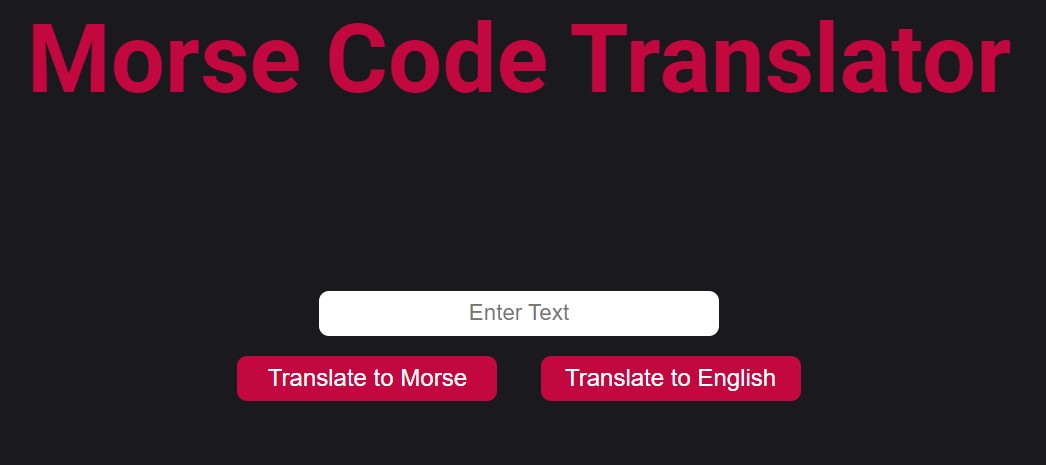 Morse Code Translator
Enter Text
Translate to Morse
Translate to English